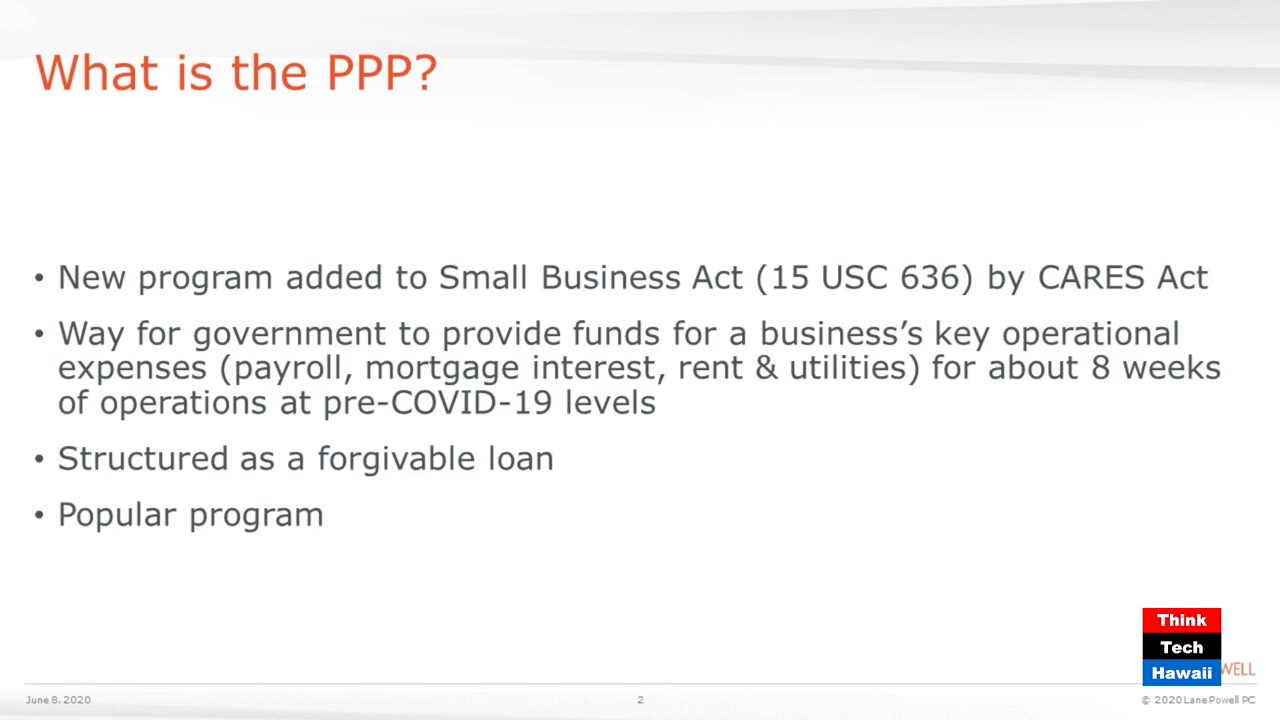 What is the PPP?
• New program added to Small Business Act (15 USC 636) by CARES Act
• Way for government to provide funds for a business’s key operational
expenses (payroll, mortgage interest, rent & utilities) for about 8 weeks
of operations at pre-COVID-19 levels
• Structured as a forgivable loan
• Popular program
Think
Tech
Hawaii
WELL
June 8, 2020
2
© 2020 Lane Powell PC